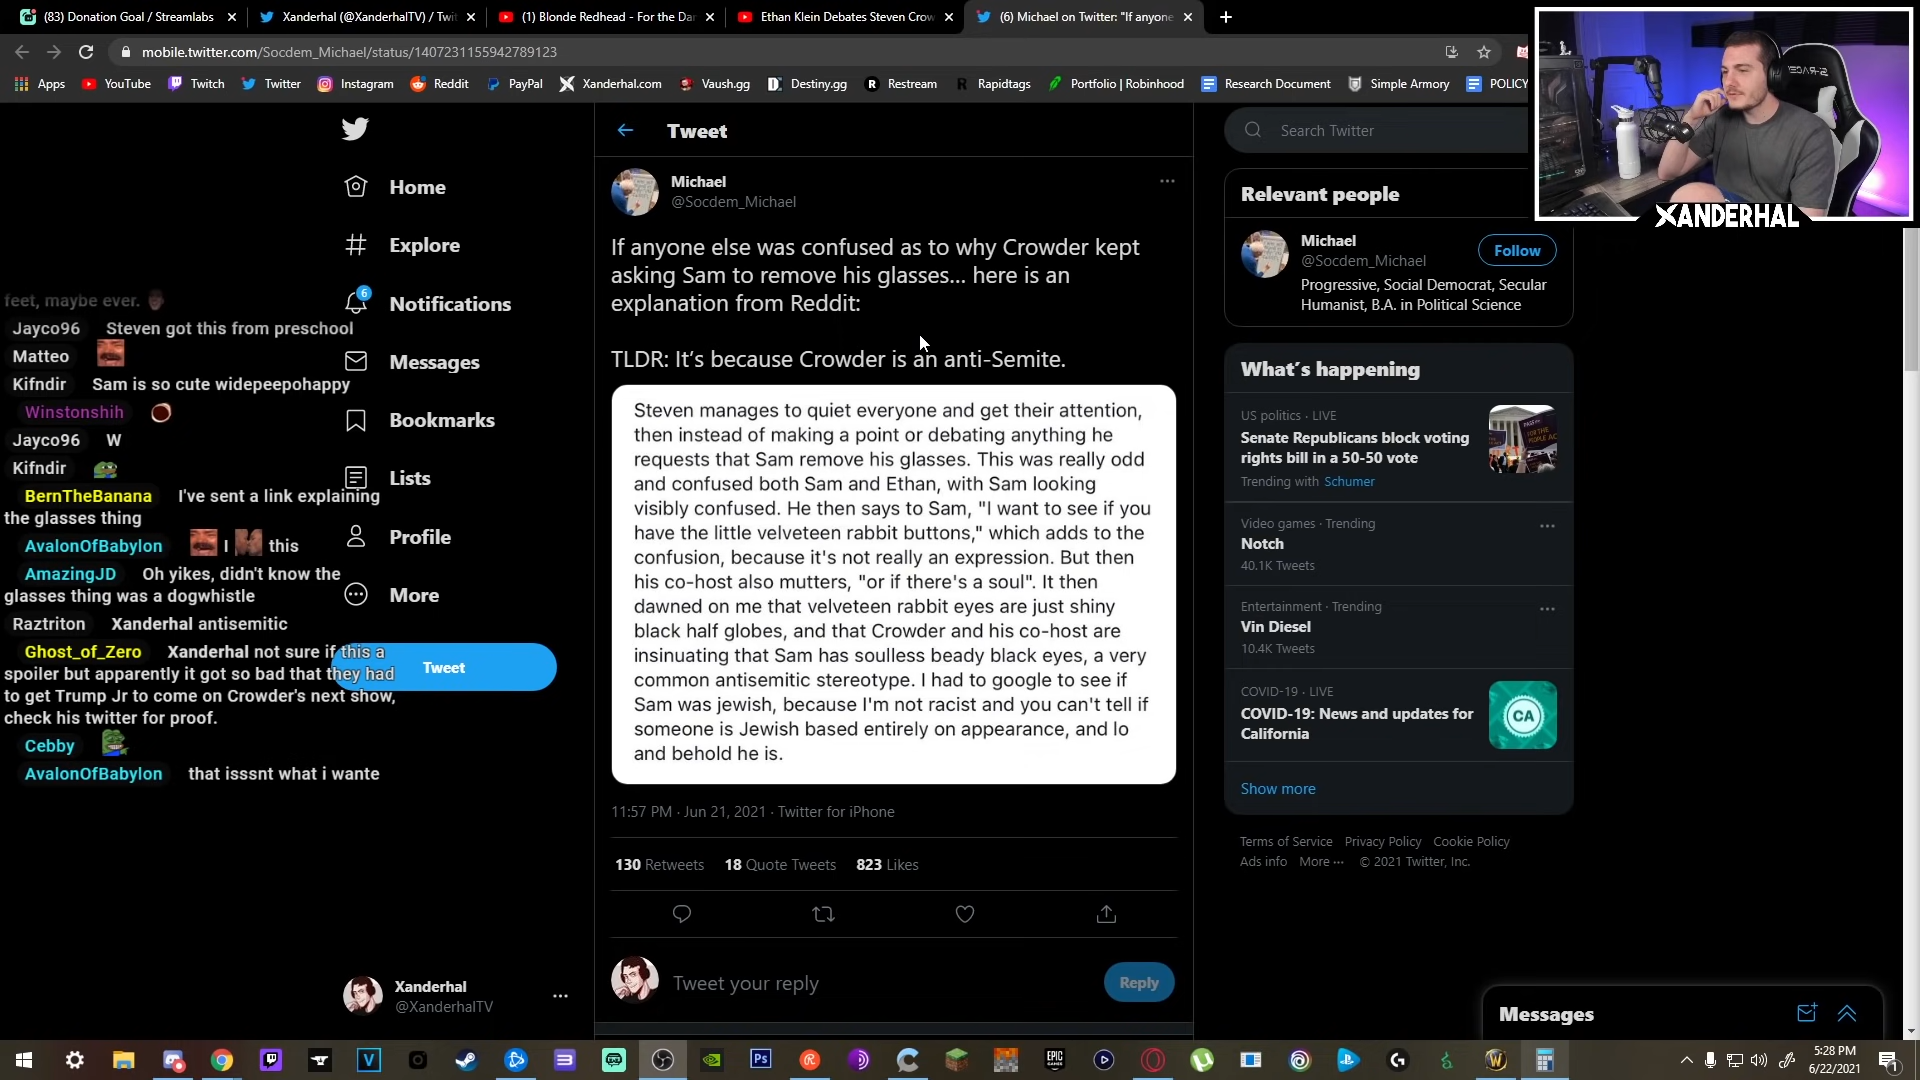 (83) Donation Goal / Streamlabs
Xanderhal (@XanderhalTV) / Twit
(1) Blonde Redhead - For the Dar
Ethan Klein Debates Steven Crow
(6) Michael on Twitter: "If anyone
mobile.twitter.com/Socdem_Michael/status/1407231155942789123
Apps
YouTube
Twitch
Twitter
Instagram
Reddit
PayPal
Xanderhal.com
Vaush.gg
Destiny.gg
Restream
Rapidtags
Portfolio | Robinhood
Research Document
Simple Armory
POLICY
XANDERHAL
Home
Explore
6
Notifications
Messages
Bookmarks
Lists
Profile
More
Tweet
Xanderhal
@XanderhalTV
feet, maybe ever.
Jayco96 Steven got this from preschool
Matteo
Kifndir Sam is so cute widepeepohappy
Winstonshih
Jayco96 W
Kifndir
BernTheBanana I've sent a link explaining
the glasses thing
AvalonOfBabylon I this
AmazingJD Oh yikes, didn't know the
glasses thing was a dogwhistle
Raztriton Xanderhal antisemitic
Ghost_of_Zero Xanderhal not sure if this a
spoiler but apparently it got so bad that they had
to get Trump Jr to come on Crowder's next show,
check his twitter for proof.
Cebby
AvalonOfBabylon that isssnt what i wante
Tweet
Michael
@Socdem_Michael
If anyone else was confused as to why Crowder kept
asking Sam to remove his glasses... here is an
explanation from Reddit:
TLDR: It's because Crowder is an anti-Semite.
Steven manages to quiet everyone and get their attention,
then instead of making a point or debating anything he
requests that Sam remove his glasses. This was really odd
and confused both Sam and Ethan, with Sam looking
visibly confused. He then says to Sam, "I want to see if you
have the little velveteen rabbit buttons," which adds to the
confusion, because it's not really an expression. But then
his co-host also mutters, "or if there's a soul". It then
dawned on me that velveteen rabbit eyes are just shiny
black half globes, and that Crowder and his co-host are
insinuating that Sam has soulless beady black eyes, a very
common antisemitic stereotype. I had to google to see if
Sam was jewish, because I'm not racist and you can't tell if
someone is Jewish based entirely on appearance, and lo
and behold he is.
11:57 PM · Jun 21, 2021 · Twitter for iPhone
130 Retweets 18 Quote Tweets 823 Likes
Tweet your reply
Reply
Search Twitter
Relevant people
Michael
@Socdem_Michael
Follow
Progressive, Social Democrat, Secular
Humanist, B.A. in Political Science
What's happening
US politics · LIVE
Senate Republicans block voting
rights bill in a 50-50 vote
Trending with Schumer
Video games · Trending
Notch
40.1K Tweets
Entertainment · Trending
Vin Diesel
10.4K Tweets
COVID-19 · LIVE
COVID-19: News and updates for
California
CA
Show more
Terms of Service Privacy Policy Cookie Policy
Ads info More ··· © 2021 Twitter, Inc.
Messages
5:28 PM
6/22/2021